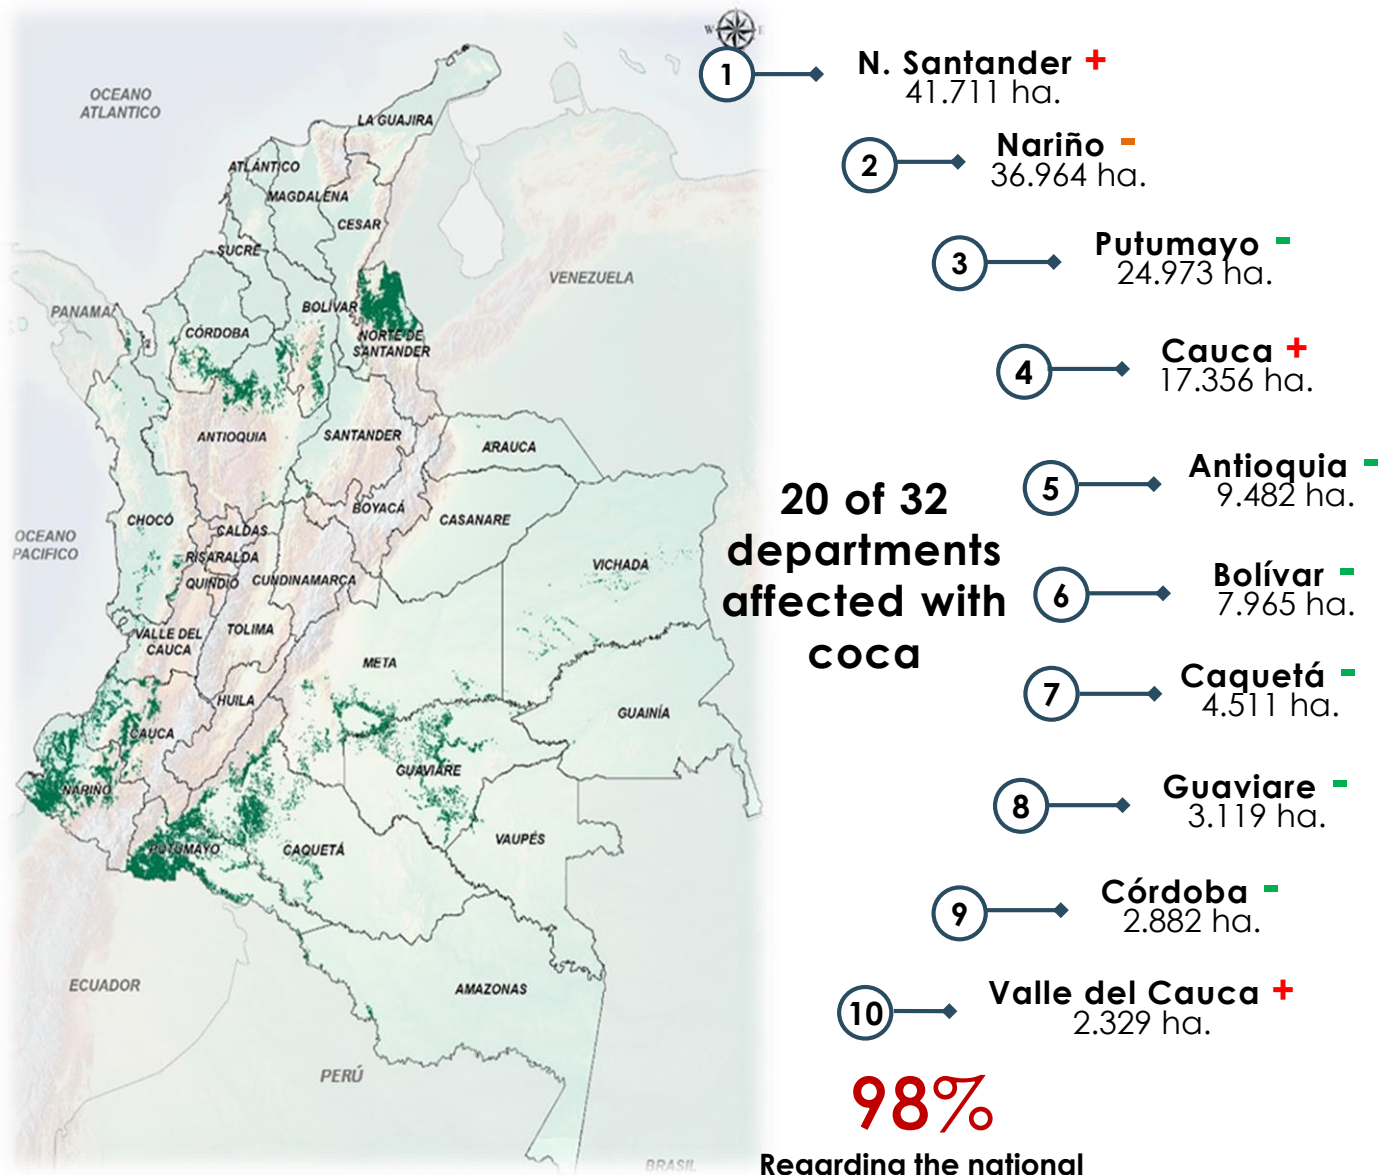 W
E
OCEANO
ATLANTICO
LA GUAJIRA
ATLÁNTICO
MAGDALENA
CESAR
SUCRE
VENEZUELA
PANAMA
BOLÍVAR
CÓRDOBA
NORTE DE
SANTANDER
ANTIOQUIA
SANTANDER
ARAUCA
BOYACÁ
CHOCÓ
CALDAS
CASANARE
OCEANO
PACIFICO
RISARALDA
QUINDIO
CUNDINAMARCA
VICHADA
VALLE DEL
CAUCA
TOLIMA
META
HUILA
GUAINÍA
CAUCA
GUAVIARE
NARIÑO
PUTUMAYO
CAQUETÁ
VAUPÉS
ECUADOR
AMAZONAS
PERÚ
BRASIL
1
N. Santander +
41.711 ha.
2
Nariño -
36.964 ha.
3
Putumayo -
24.973 ha.
4
Cauca +
17.356 ha.
5
Antioquia -
9.482 ha.
6
Bolívar -
7.965 ha.
7
Caquetá -
4.511 ha.
8
Guaviare -
3.119 ha.
9
Córdoba -
2.882 ha.
10
Valle del Cauca +
2.329 ha.
20 of 32
departments
affected with
coca
98%
Regarding the national